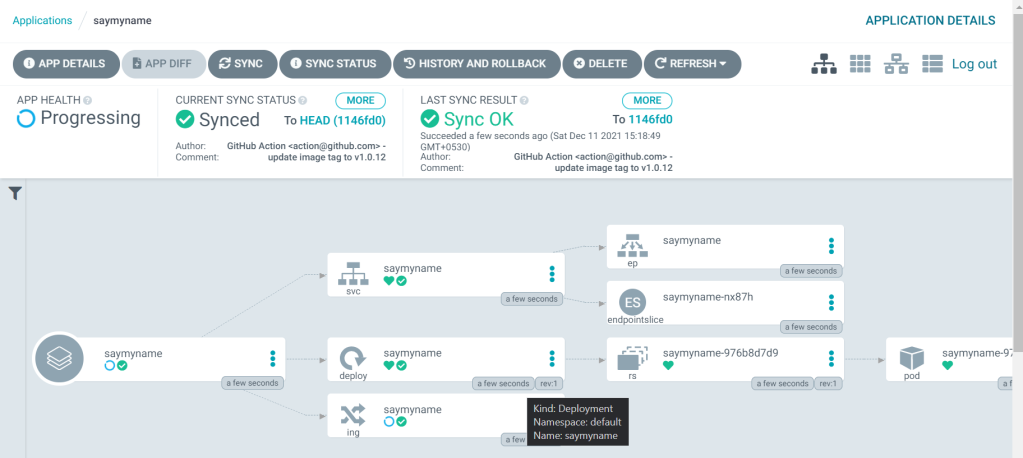 Applications / saymyname
APPLICATION DETAILS
APP DETAILS
APP DIFF
SYNC
SYNC STATUS
HISTORY AND ROLLBACK
DELETE
REFRESH
Log out
APP HEALTH
Progressing
CURRENT SYNC STATUS
MORE
Synced
To HEAD (1146fd0)
Author: GitHub Action <action@github.com> -
Comment: update image tag to v1.0.12
LAST SYNC RESULT
MORE
Sync OK
To 1146fd0
Succeeded a few seconds ago (Sat Dec 11 2021 15:18:49
GMT+0530)
Author: GitHub Action <action@github.com> -
Comment: update image tag to v1.0.12
saymyname
a few seconds
saymyname
svc
a few seconds
saymyname
deploy
a few seconds
rev:1
saymyname
ing
a few
Kind: Deployment
Namespace: default
Name: saymyname
saymyname
ep
a few seconds
ES
saymyname-nx87h
endpointslice
a few seconds
saymyname-976b8d7d9
rs
a few seconds
rev:1
saymyname-97
pod
a f